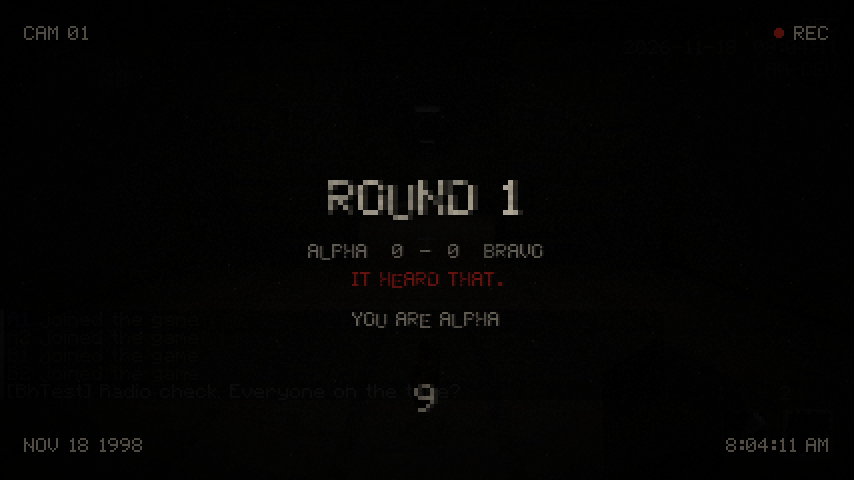 CAM 01
REC
ROUND 1
ALPHA 0 - 0 BRAVO
IT HEARD THAT.
YOU ARE ALPHA
joined the game
joined the game
joined the game
joined the game
[BhTest] Radio check. Everyone on the
9
NOV 18 1998
8:04:11 AM